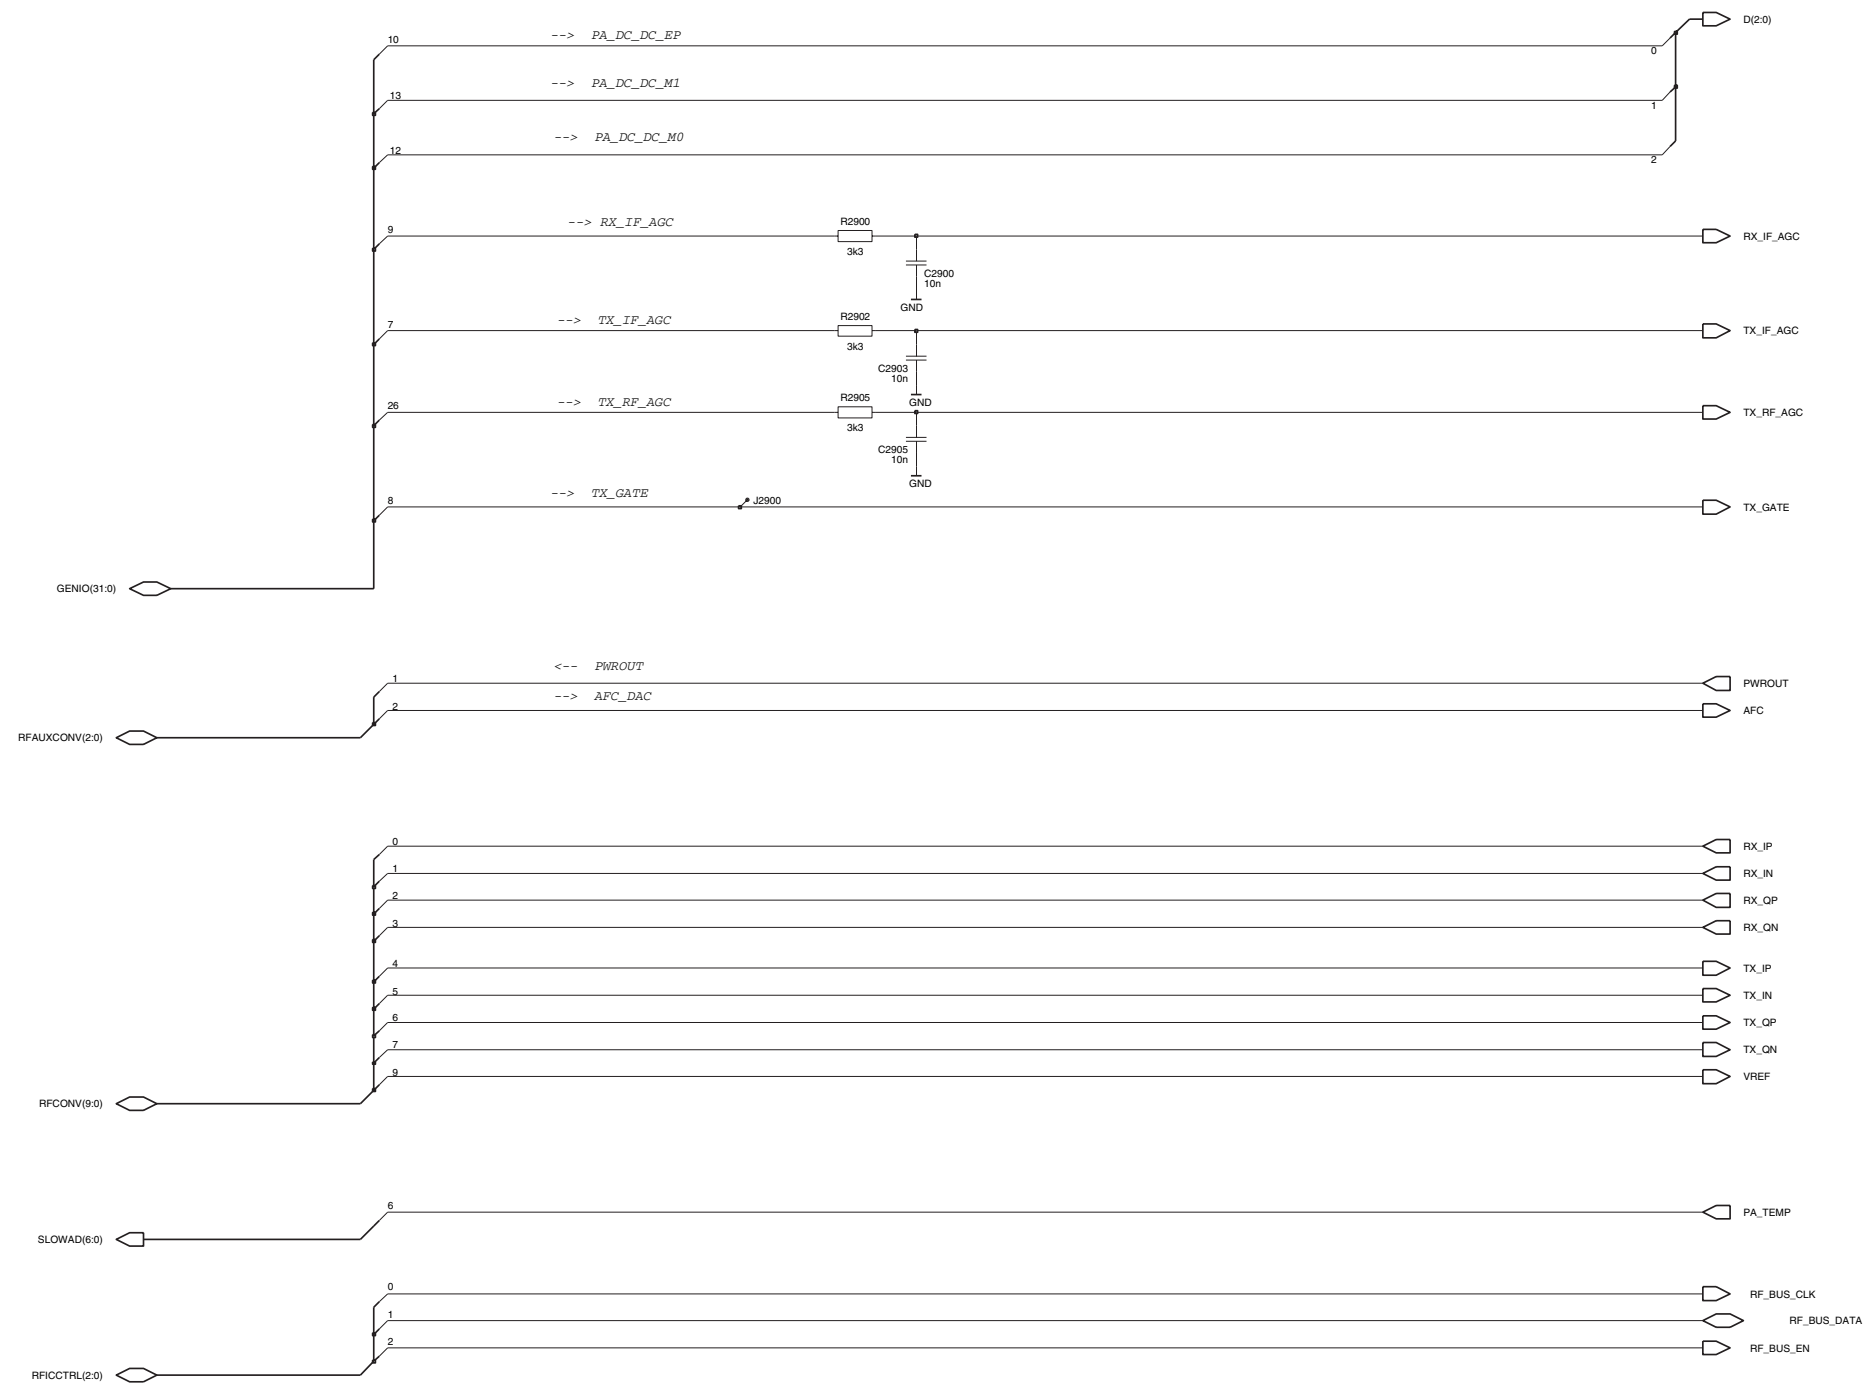 D(2:0)
10 --> PA_DC_DC_EP 0
13 --> PA_DC_DC_M1 1
12 --> PA_DC_DC_M0 2
9 --> RX_IF_AGC R2900 RX_IF_AGC
3k3
C2900
10n
GND
7 --> TX_IF_AGC R2902 TX_IF_AGC
3k3
C2903
10n
GND
26 --> TX_RF_AGC R2905 TX_RF_AGC
3k3
C2905
10n
GND
8 --> TX_GATE J2900 TX_GATE
GENIO(31:0)
<-- PWROUT
1 PWROUT
--> AFC_DAC
2 AFC
RFAUXCONV(2:0)
0 RX_IP
1 RX_IN
2 RX_QP
3 RX_QN
4 TX_IP
5 TX_IN
6 TX_QP
7 TX_QN
9 VREF
RFCONV(9:0)
6 PA_TEMP
SLOWAD(6:0)
0 RF_BUS_CLK
1 RF_BUS_DATA
2 RF_BUS_EN
RFICCTRL(2:0)